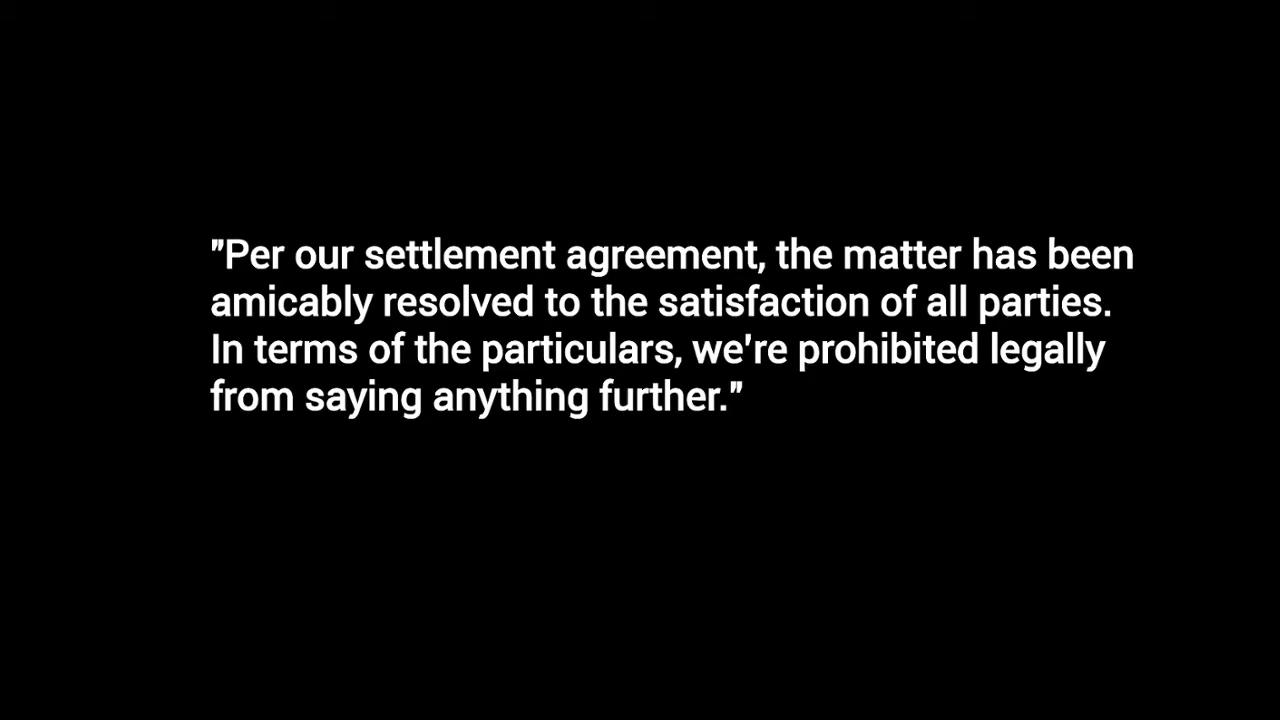 "Per our settlement agreement, the matter has been
amicably resolved to the satisfaction of all parties.
In terms of the particulars, we're prohibited legally
from saying anything further."